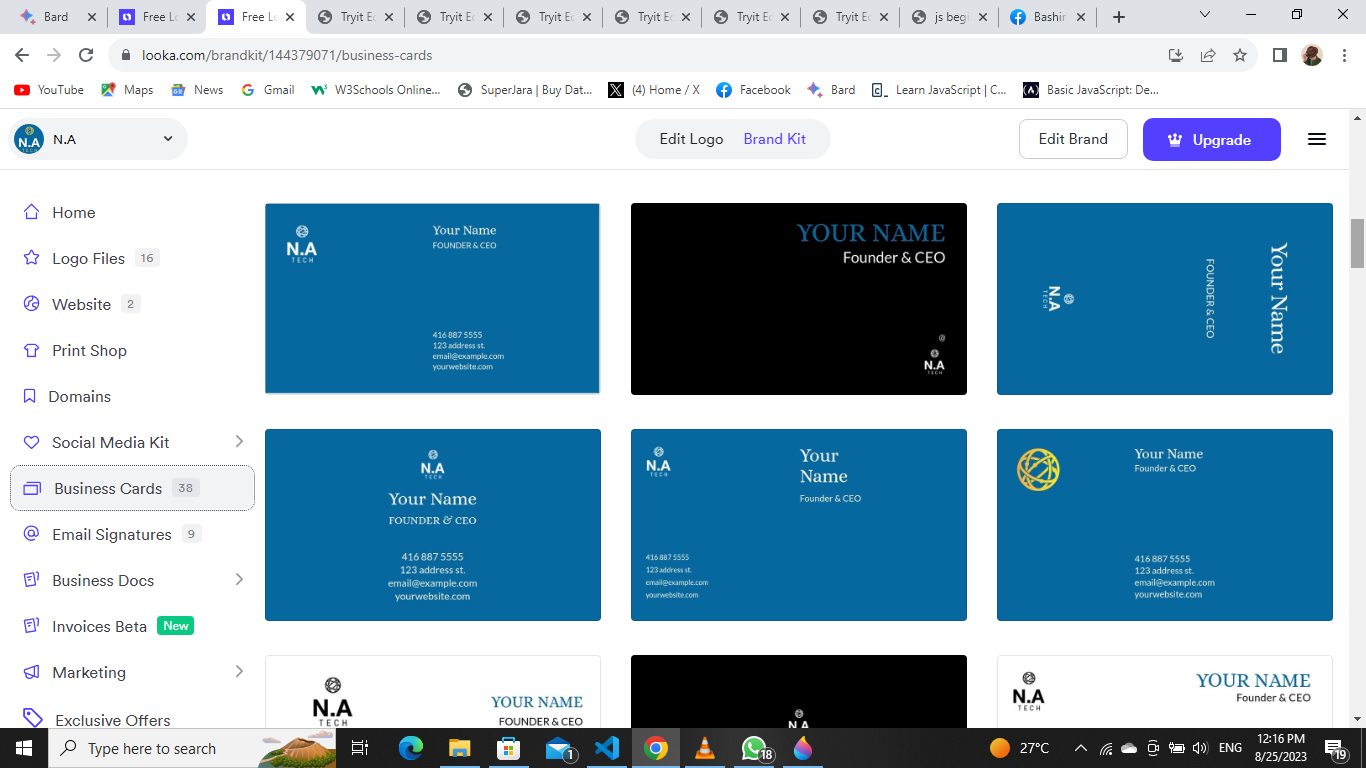 Bard
Free Lo
Free Lo
Tryit Ed
Tryit Ed
Tryit Ed
Tryit Ed
Tryit Ed
Tryit Ed
js begi
Bashir
looka.com/brandkit/144379071/business-cards
YouTube
Maps
News
Gmail
W3Schools Online...
SuperJara | Buy Dat...
(4) Home / X
Facebook
Bard
Learn JavaScript | C...
Basic JavaScript: De...
N.A
N.A
Edit Logo
Brand Kit
Edit Brand
Upgrade
Home
Logo Files 16
Website 2
Print Shop
Domains
Social Media Kit
Business Cards 38
Email Signatures 9
Business Docs
Invoices Beta New
Marketing
Exclusive Offers
N.A
TECH
Your Name
FOUNDER & CEO
416 887 5555
123 address st.
email@example.com
yourwebsite.com
YOUR NAME
Founder & CEO
@
N.A
TECH
Your Name
FOUNDER & CEO
N.A
TECH
N.A
TECH
Your Name
FOUNDER & CEO
416 887 5555
123 address st.
email@example.com
yourwebsite.com
N.A
TECH
Your
Name
Founder & CEO
416 887 5555
123 address st.
email@example.com
yourwebsite.com
Your Name
Founder & CEO
416 887 5555
123 address st.
email@example.com
yourwebsite.com
N.A
TECH
YOUR NAME
FOUNDER & CEO
N.A
N.A
TECH
YOUR NAME
Founder & CEO
Type here to search
1
18
27°C
ENG
12:16 PM
8/25/2023
19